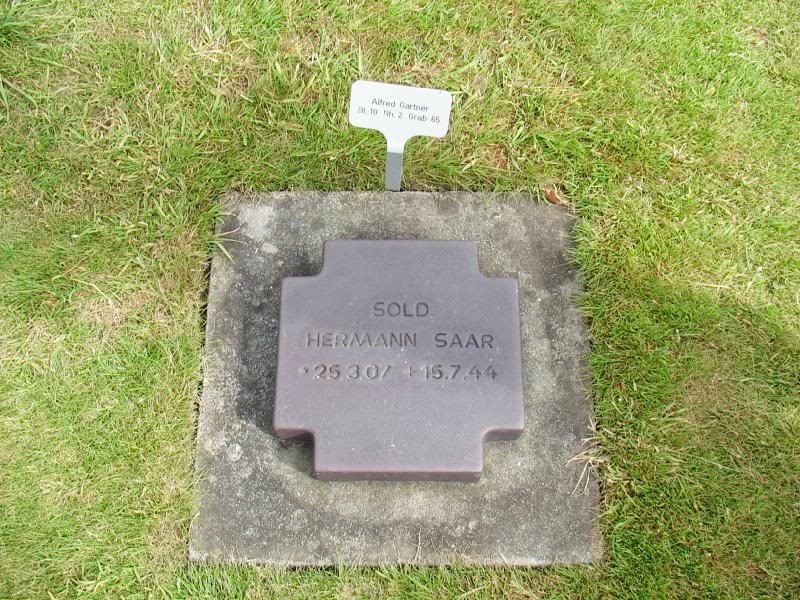 Alfred Gartner
Bl.10 Rh.2 Grab 65
SOLD.
HERMANN SAAR
*25.3.07 +15.7.44